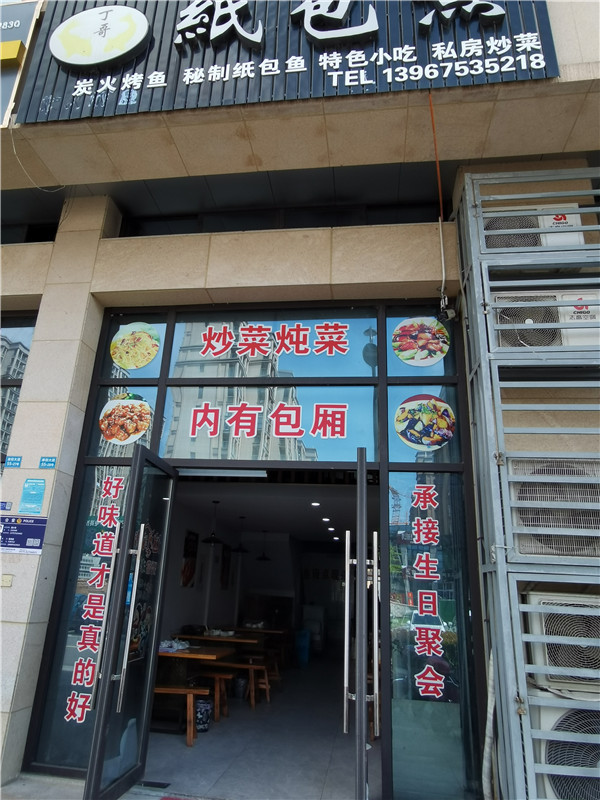 丁哥
紙包魚
炭火烤鱼 秘制纸包鱼 特色小吃 私房炒菜
TEL 13967535218
炒菜炖菜
内有包厢
好味道才是真的好
承接生日聚会
CHIGO
CHIGO